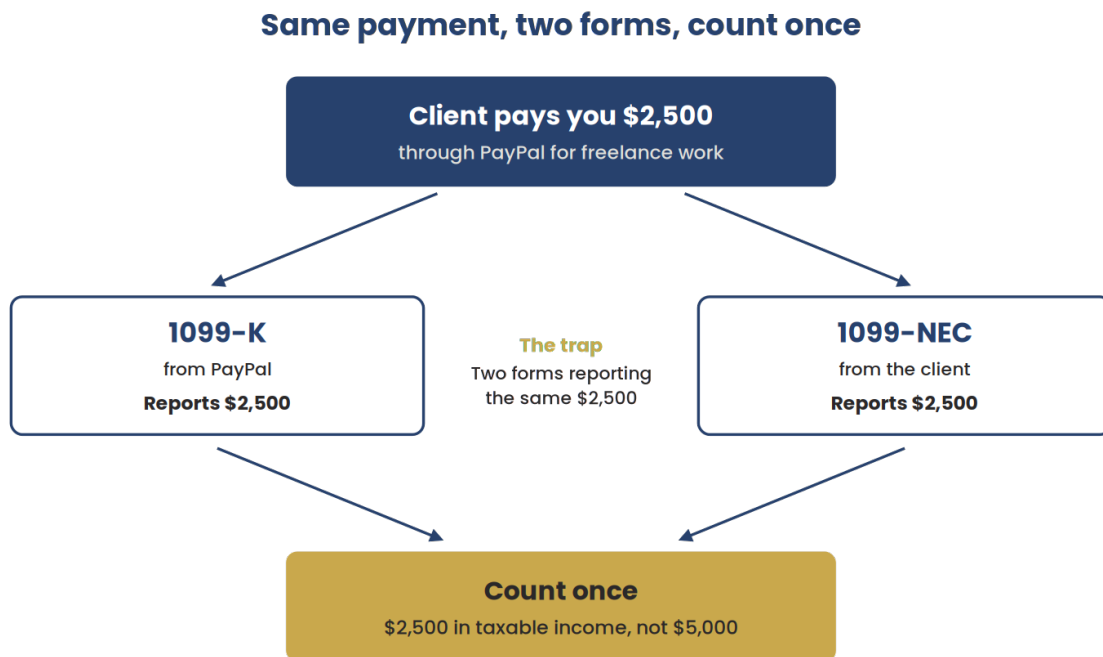 Same payment, two forms, count once
Client pays you $2,500
through PayPal for freelance work
1099-K
from PayPal
Reports $2,500
The trap
Two forms reporting
the same $2,500
1099-NEC
from the client
Reports $2,500
Count once
$2,500 in taxable income, not $5,000